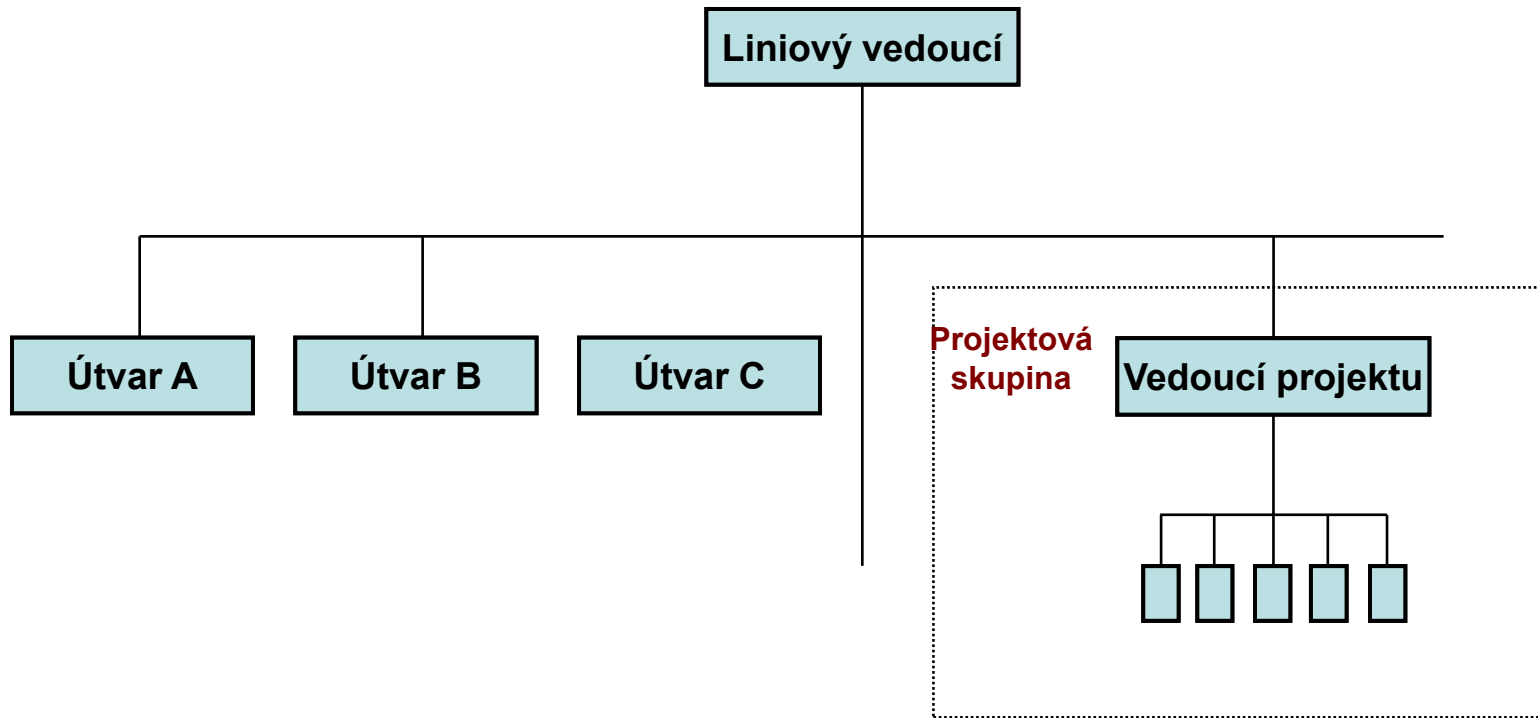 Liniový vedoucí
Útvar A
Útvar B
Útvar C
Projektová
skupina
Vedoucí projektu